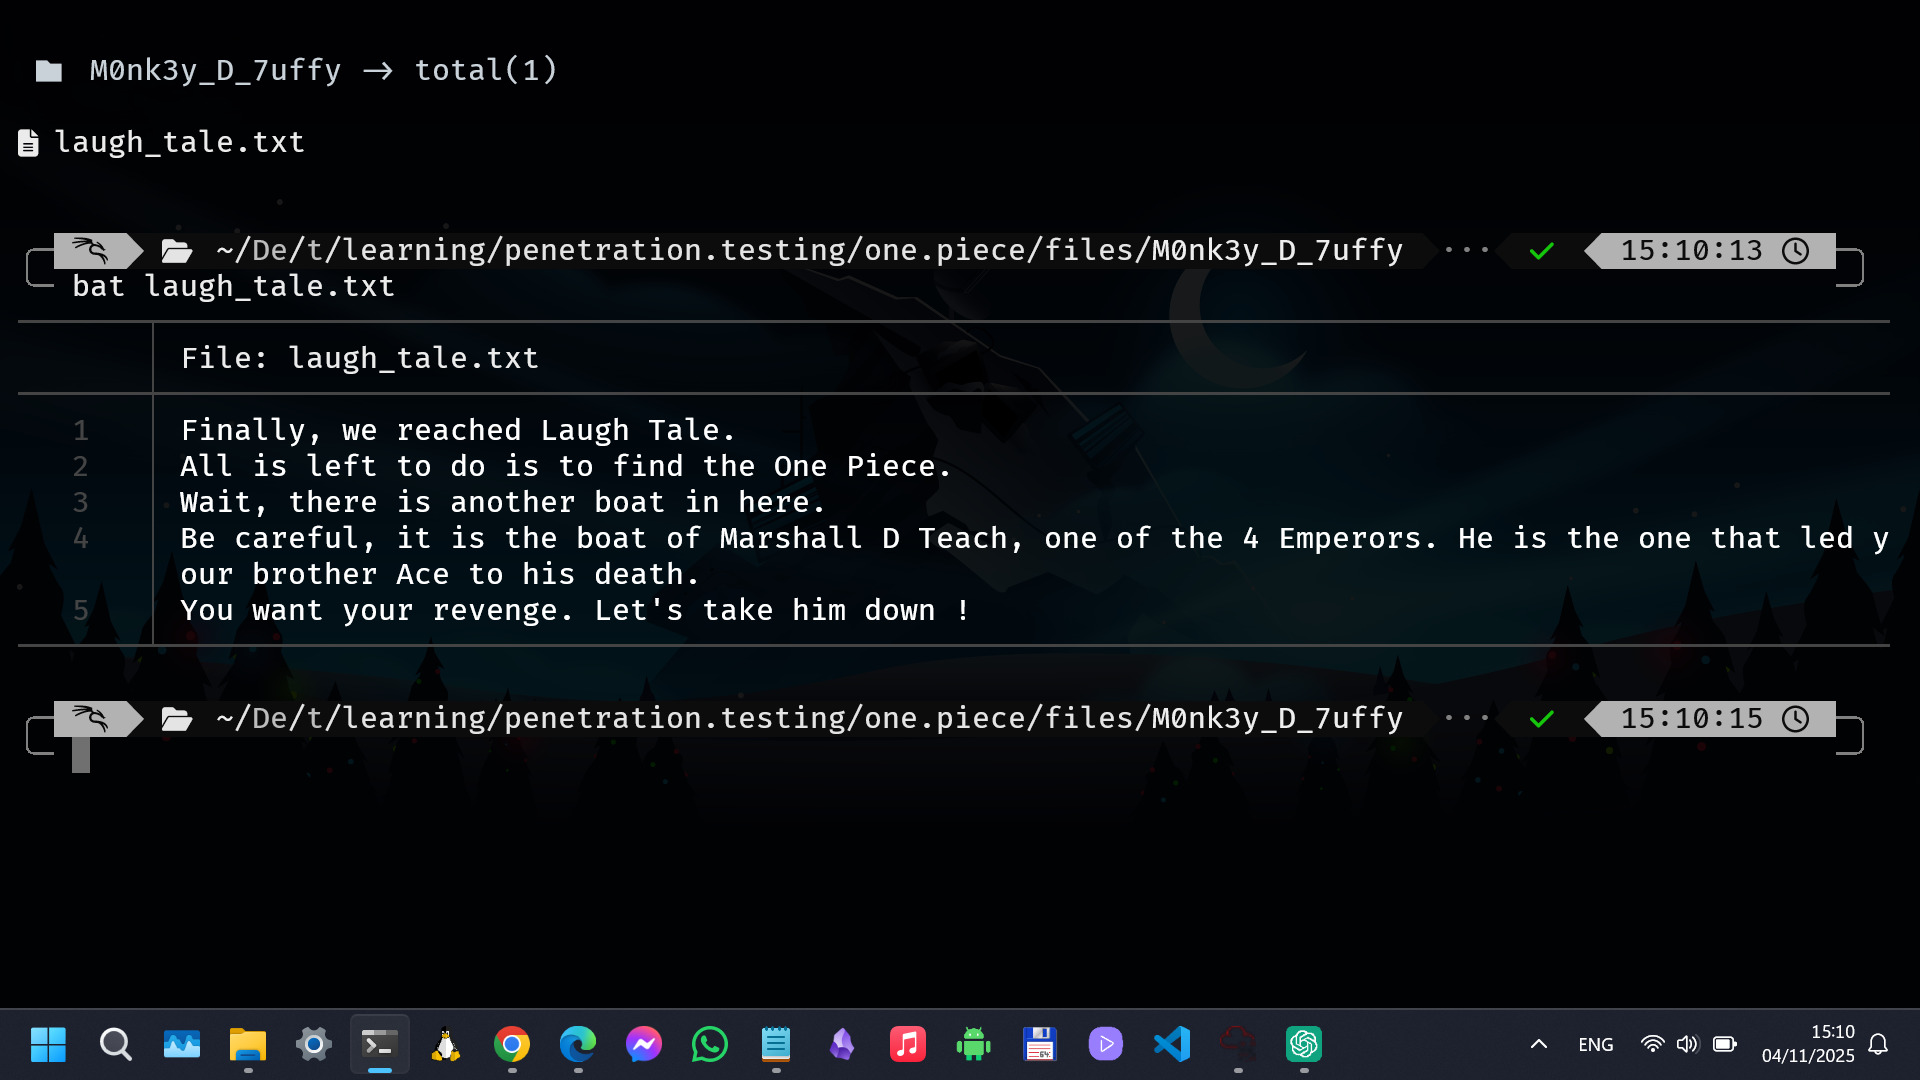 M0nk3y_D_7uffy → total(1)
laugh_tale.txt
~/De/t/learning/penetration.testing/one.piece/files/M0nk3y_D_7uffy ··· ✓ 15:10:13
bat laugh_tale.txt
File: laugh_tale.txt
1 Finally, we reached Laugh Tale.
2 All is left to do is to find the One Piece.
3 Wait, there is another boat in here.
4 Be careful, it is the boat of Marshall D Teach, one of the 4 Emperors. He is the one that led y
our brother Ace to his death.
5 You want your revenge. Let's take him down !
~/De/t/learning/penetration.testing/one.piece/files/M0nk3y_D_7uffy ··· ✓ 15:10:15
64
ENG
15:10
04/11/2025